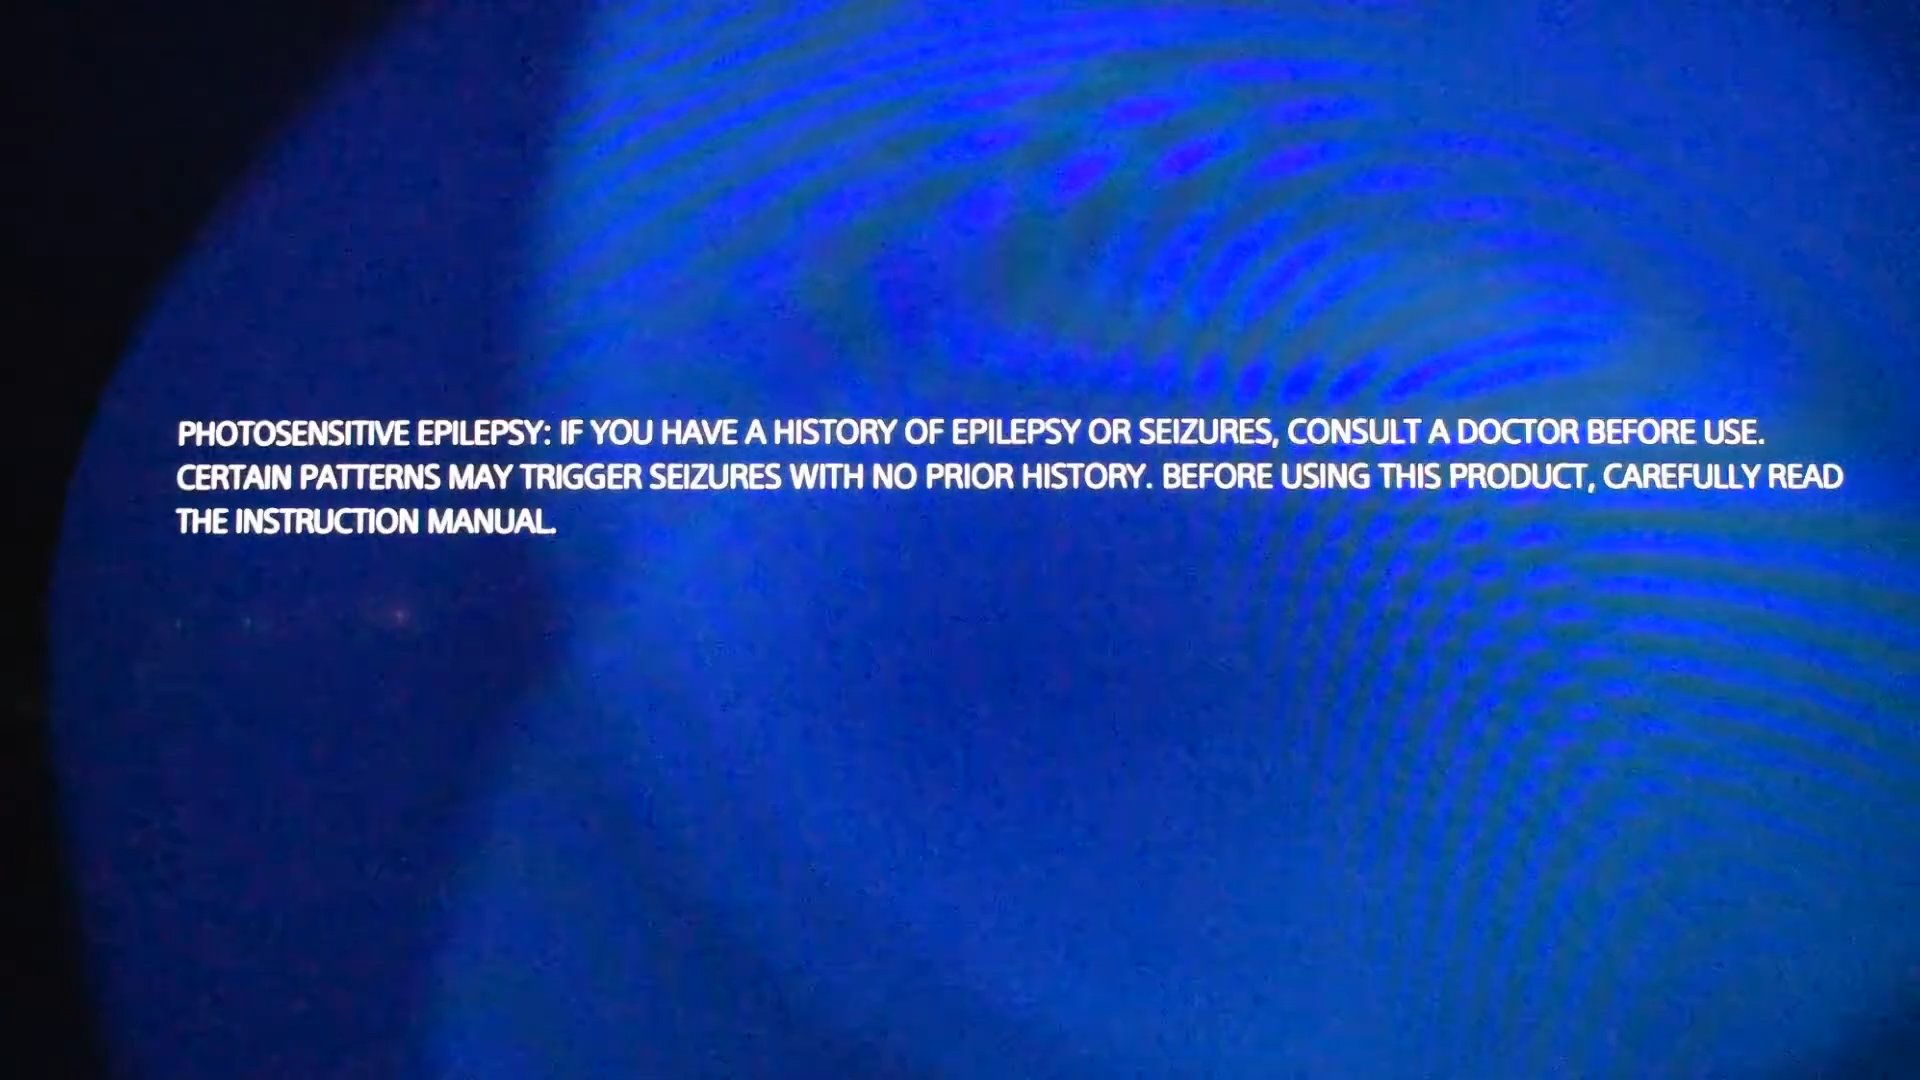 PHOTOSENSITIVE EPILEPSY: IF YOU HAVE A HISTORY OF EPILEPSY OR SEIZURES, CONSULT A DOCTOR BEFORE USE.
CERTAIN PATTERNS MAY TRIGGER SEIZURES WITH NO PRIOR HISTORY. BEFORE USING THIS PRODUCT, CAREFULLY READ
THE INSTRUCTION MANUAL.